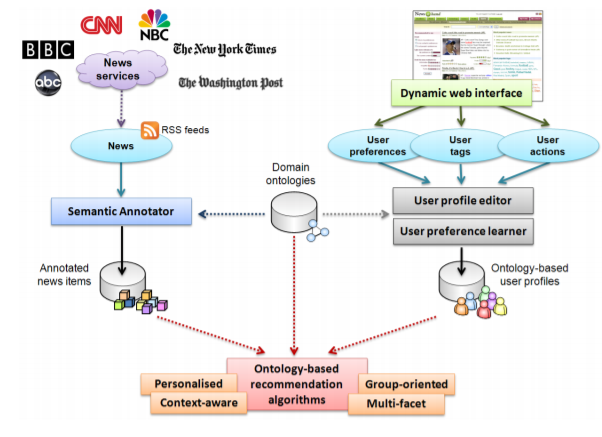 CNN
NBC
BBC
The New York Times
abc
News
services
The Washington Post
News
RSS feeds
Dynamic web interface
User
preferences
User
tags
User
actions
Domain
ontologies
Semantic Annotator
User profile editor
User preference learner
Annotated
news items
Ontology-based
user profiles
Ontology-based
recommendation
algorithms
Personalised
Context-aware
Group-oriented
Multi-facet